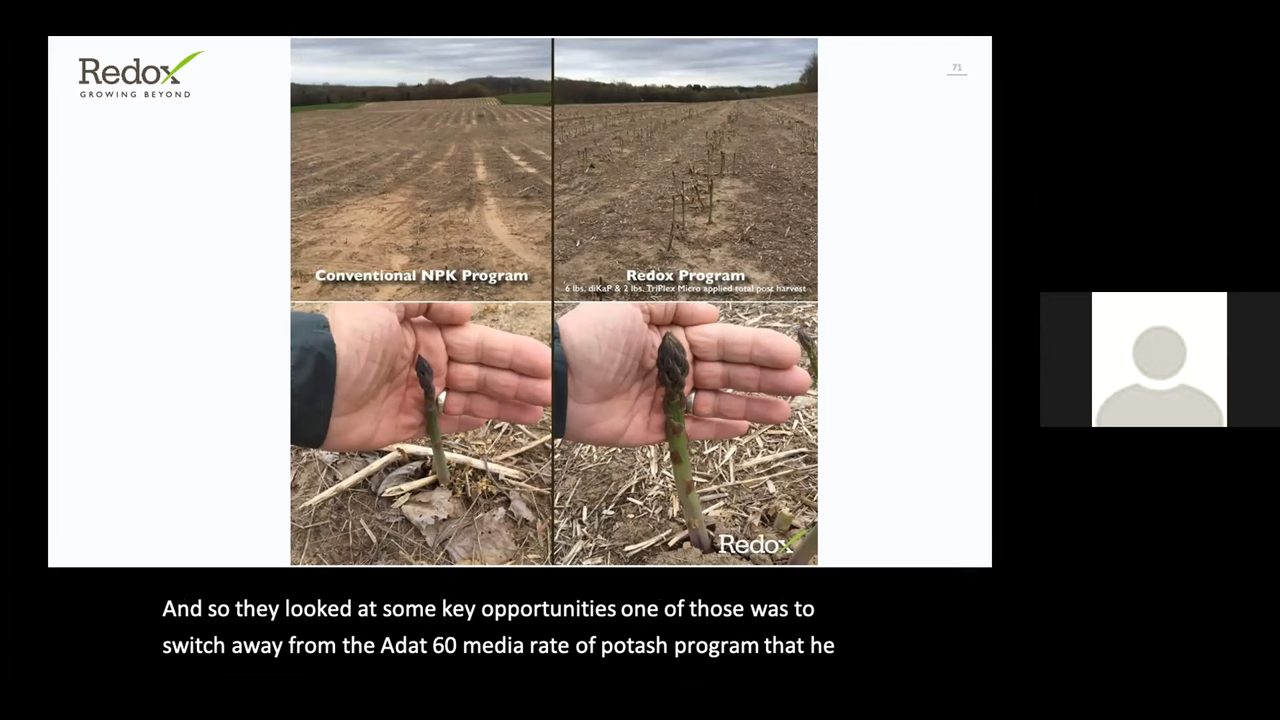 Redox
GROWING BEYOND
71
Conventional NPK Program
Redox Program
6 lbs. diKaP & 2 lbs. TriPlex Micro applied total post harvest
Redox
And so they looked at some key opportunities one of those was to
switch away from the Adat 60 media rate of potash program that he